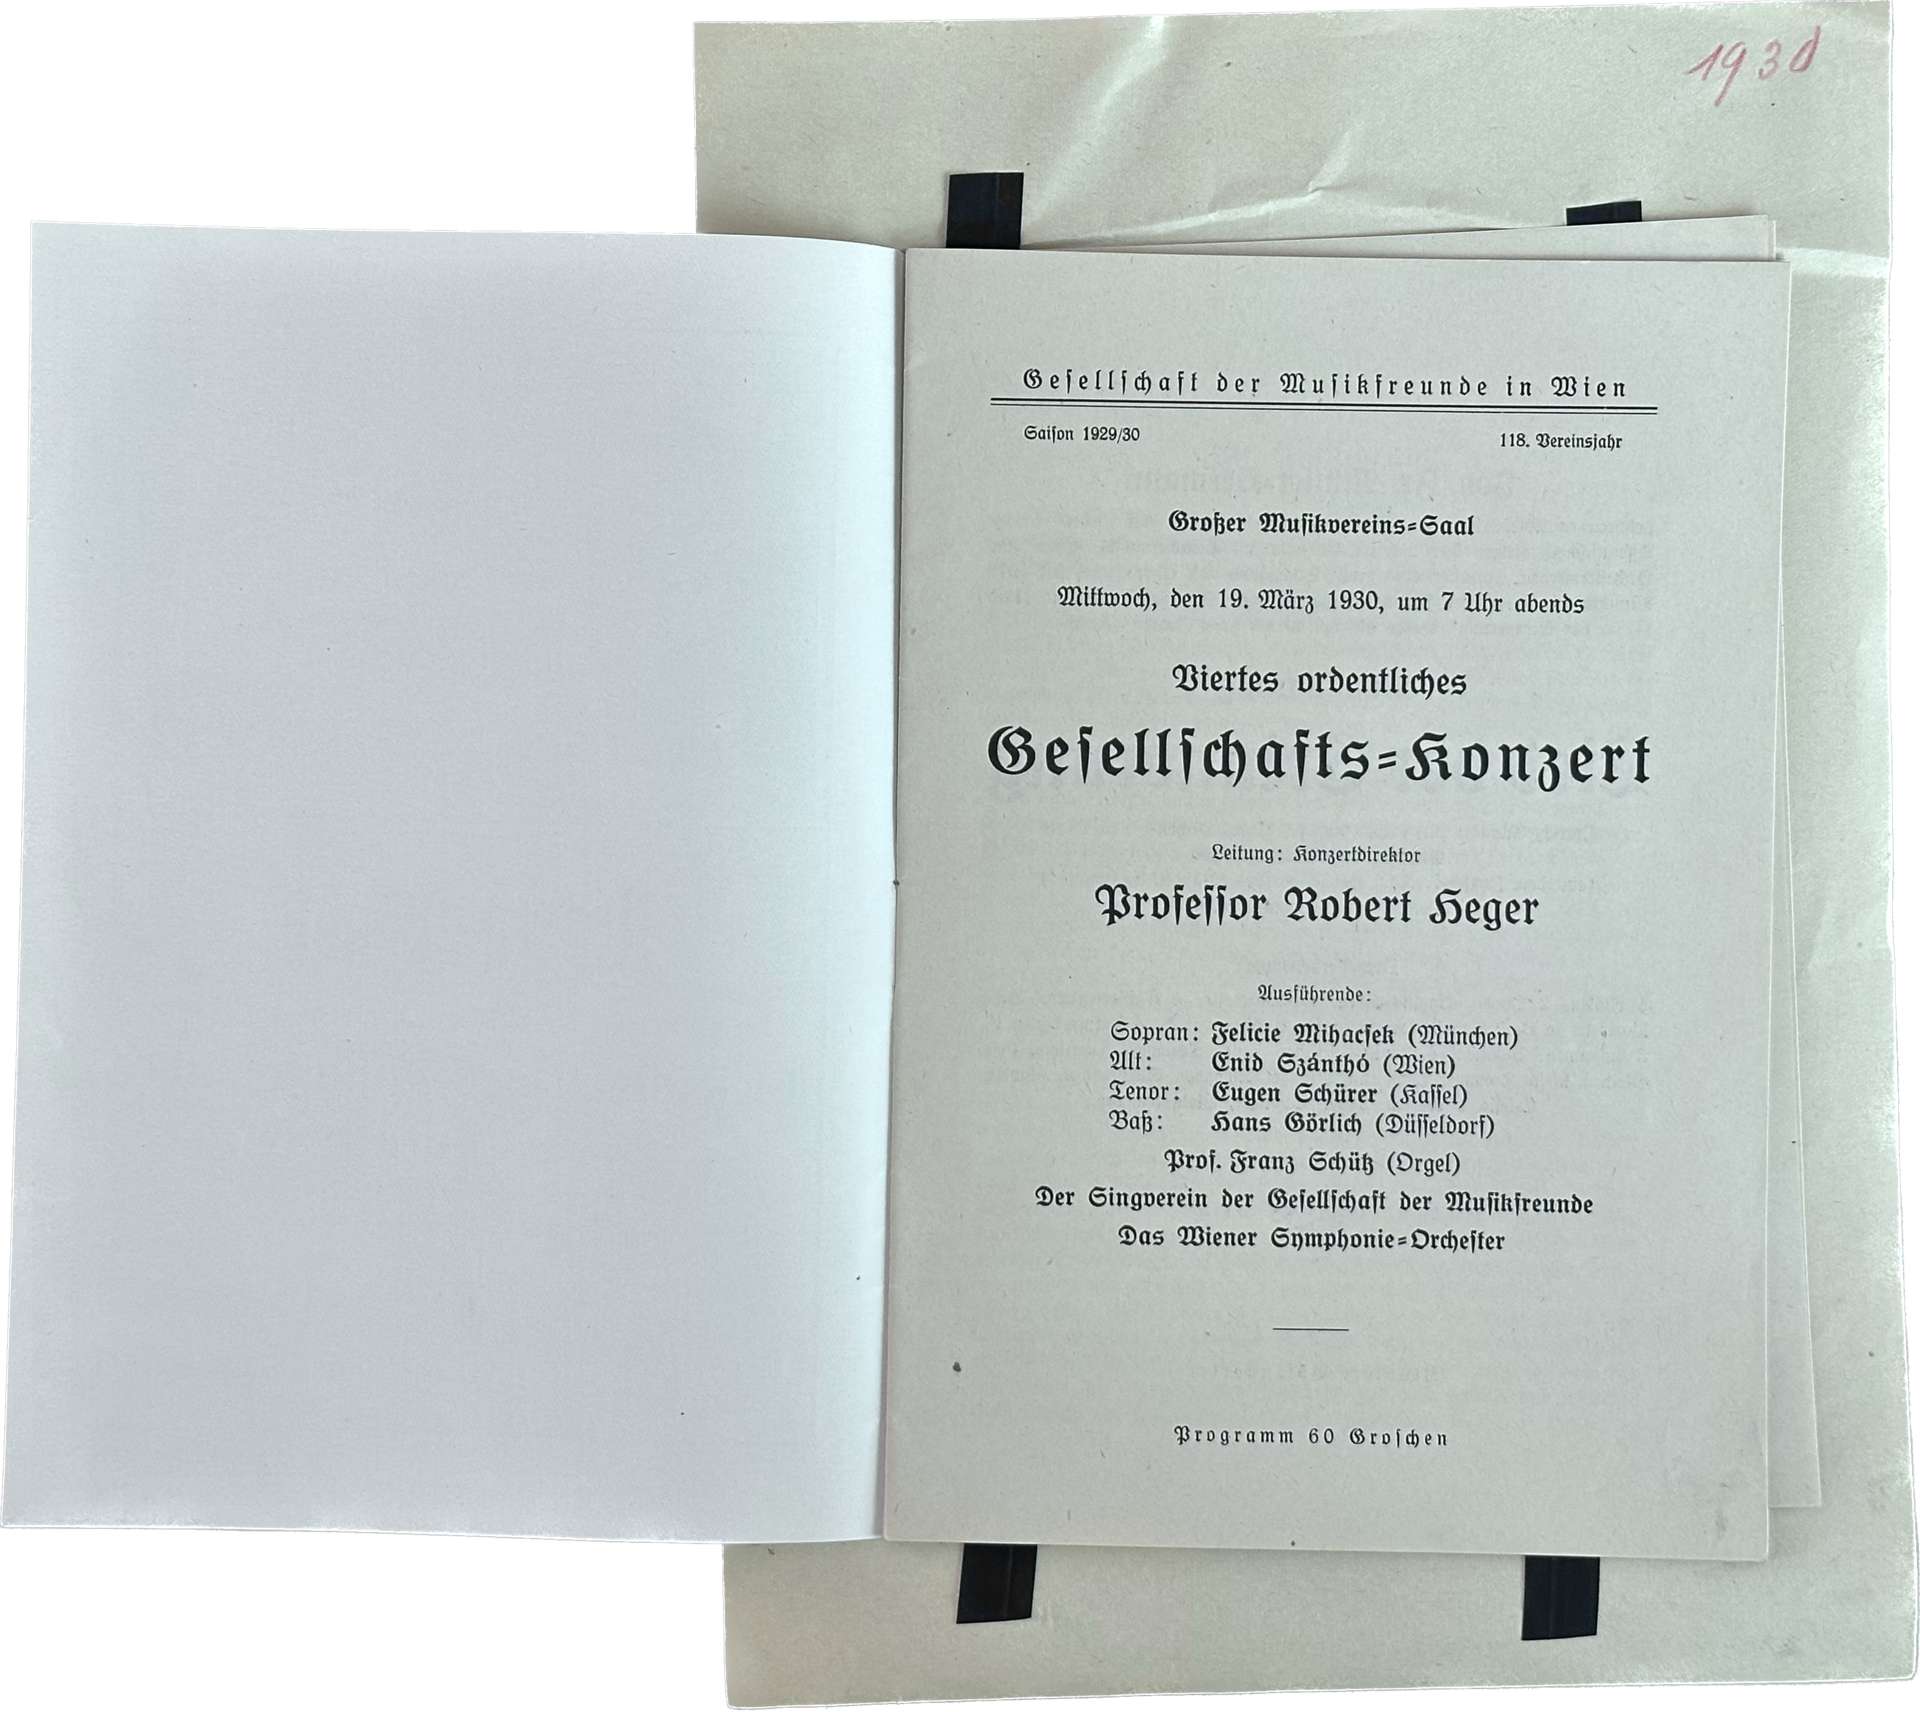 1930
Gesellschaft der Musikfreunde in Wien
Saison 1929/30
118. Vereinsjahr
Großer Musikvereins=Saal
Mittwoch, den 19. März 1930, um 7 Uhr abends
Viertes ordentliches
Gesellschafts=Konzert
Leitung: Konzertdirektor
Professor Robert Heger
Ausführende:
Sopran: Felicie Mihacsek (München)
Alt: Enid Szánthó (Wien)
Tenor: Eugen Schürer (Kassel)
Baß: Hans Görlich (Düsseldorf)
Prof. Franz Schütz (Orgel)
Der Singverein der Gesellschaft der Musikfreunde
Das Wiener Symphonie=Orchester
Programm 60 Groschen